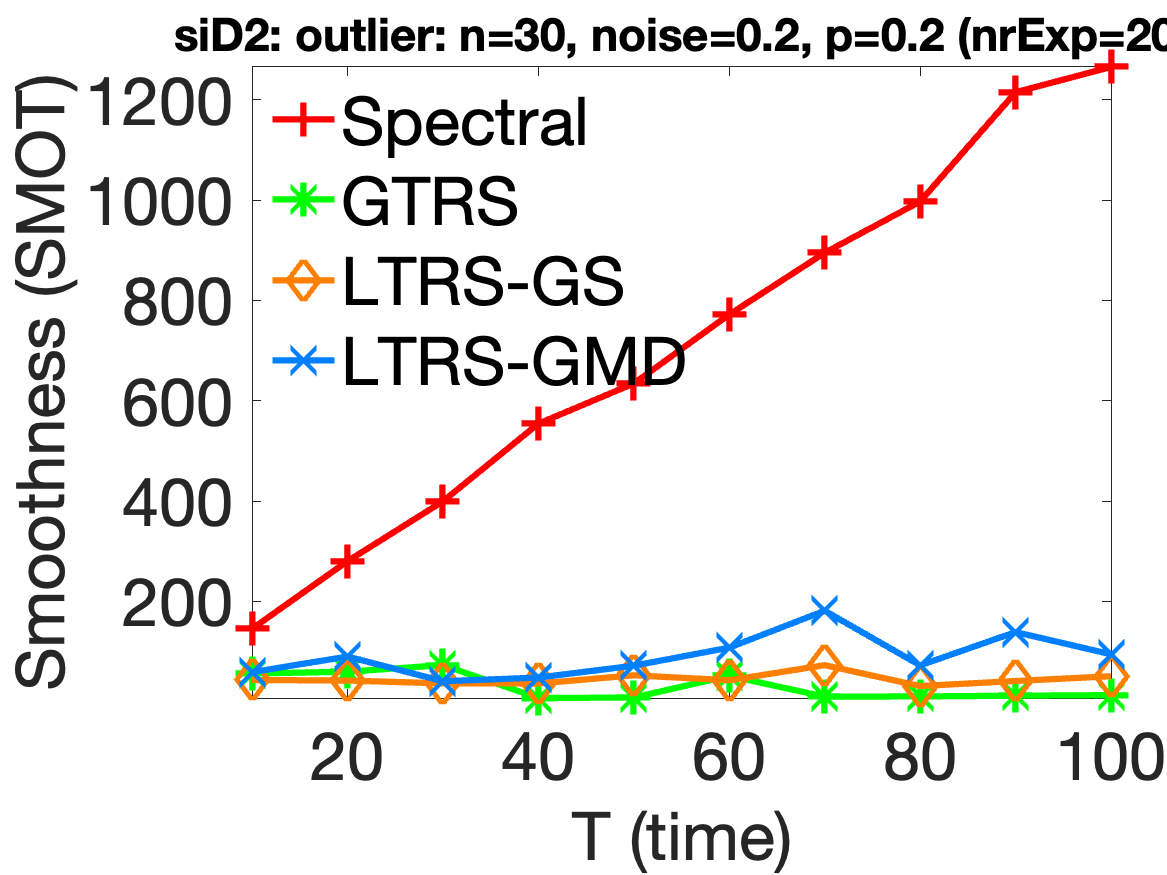 siD2: outlier: n=30, noise=0.2, p=0.2 (nrExp=20
Smoothness (SMOT)
1200
1000
800
600
400
200
Spectral
GTRS
LTRS-GS
LTRS-GMD
20 40 60 80 100
T (time)